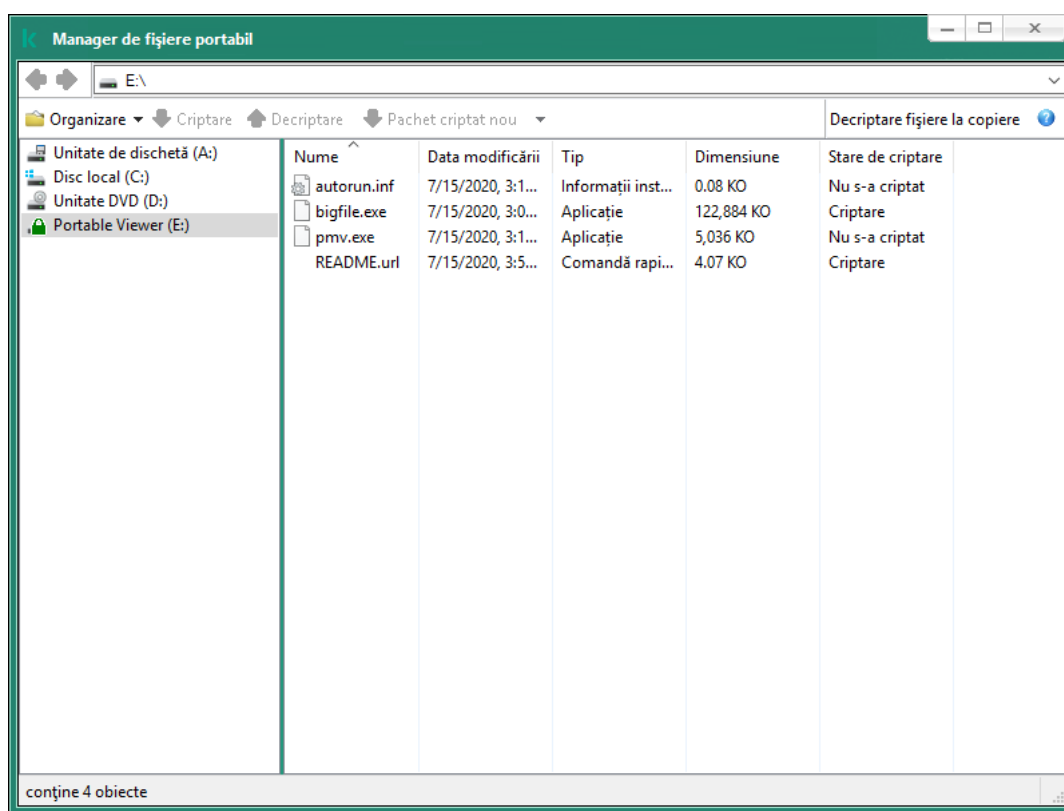 Manager de fişiere portabil
E:\
Organizare Criptare Decriptare Pachet criptat nou Decriptare fişiere la copiere
Unitate de dischetă (A:)
Disc local (C:)
Unitate DVD (D:)
Portable Viewer (E:)
Nume Data modificării Tip Dimensiune Stare de criptare
autorun.inf 7/15/2020, 3:1... Informații inst... 0.08 KO Nu s-a criptat
bigfile.exe 7/15/2020, 3:0... Aplicație 122,884 KO Criptare
pmv.exe 7/15/2020, 3:1... Aplicație 5,036 KO Nu s-a criptat
README.url 7/15/2020, 3:5... Comandă rapi... 4.07 KO Criptare
conţine 4 obiecte